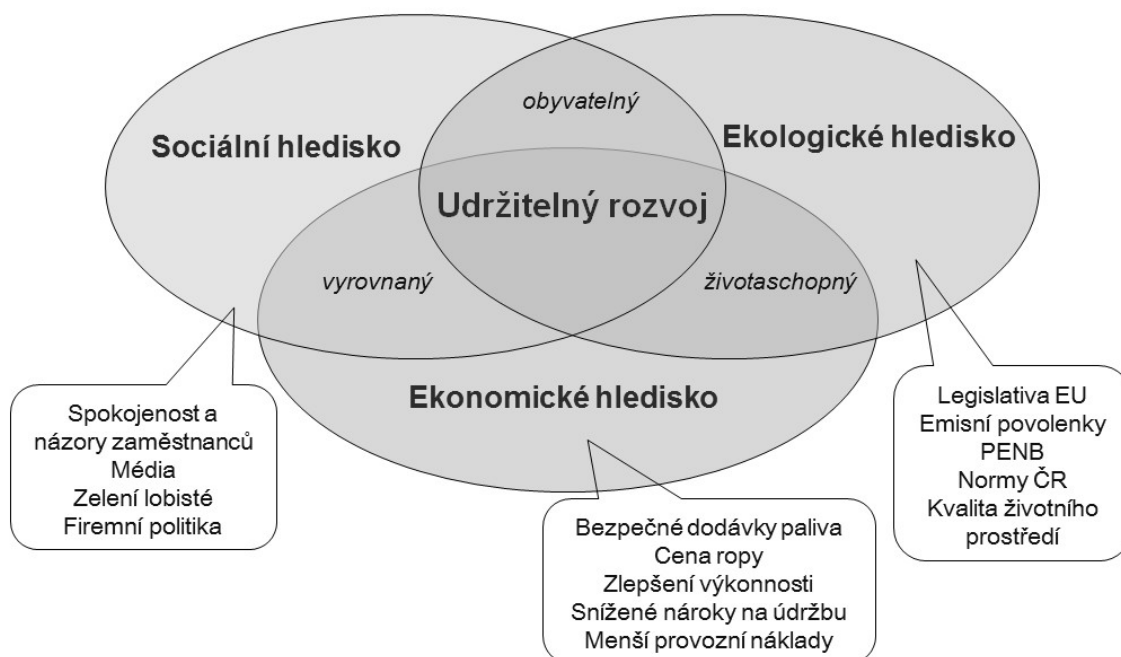 obyvatelný
Sociální hledisko
Ekologické hledisko
Udržitelný rozvoj
vyrovnaný
životaschopný
Ekonomické hledisko
Spokojenost a
názory zaměstnanců
Média
Zelení lobisté
Firemní politika
Bezpečné dodávky paliva
Cena ropy
Zlepšení výkonnosti
Snížené nároky na údržbu
Menší provozní náklady
Legislativa EU
Emisní povolenky
PENB
Normy ČR
Kvalita životního
prostředí